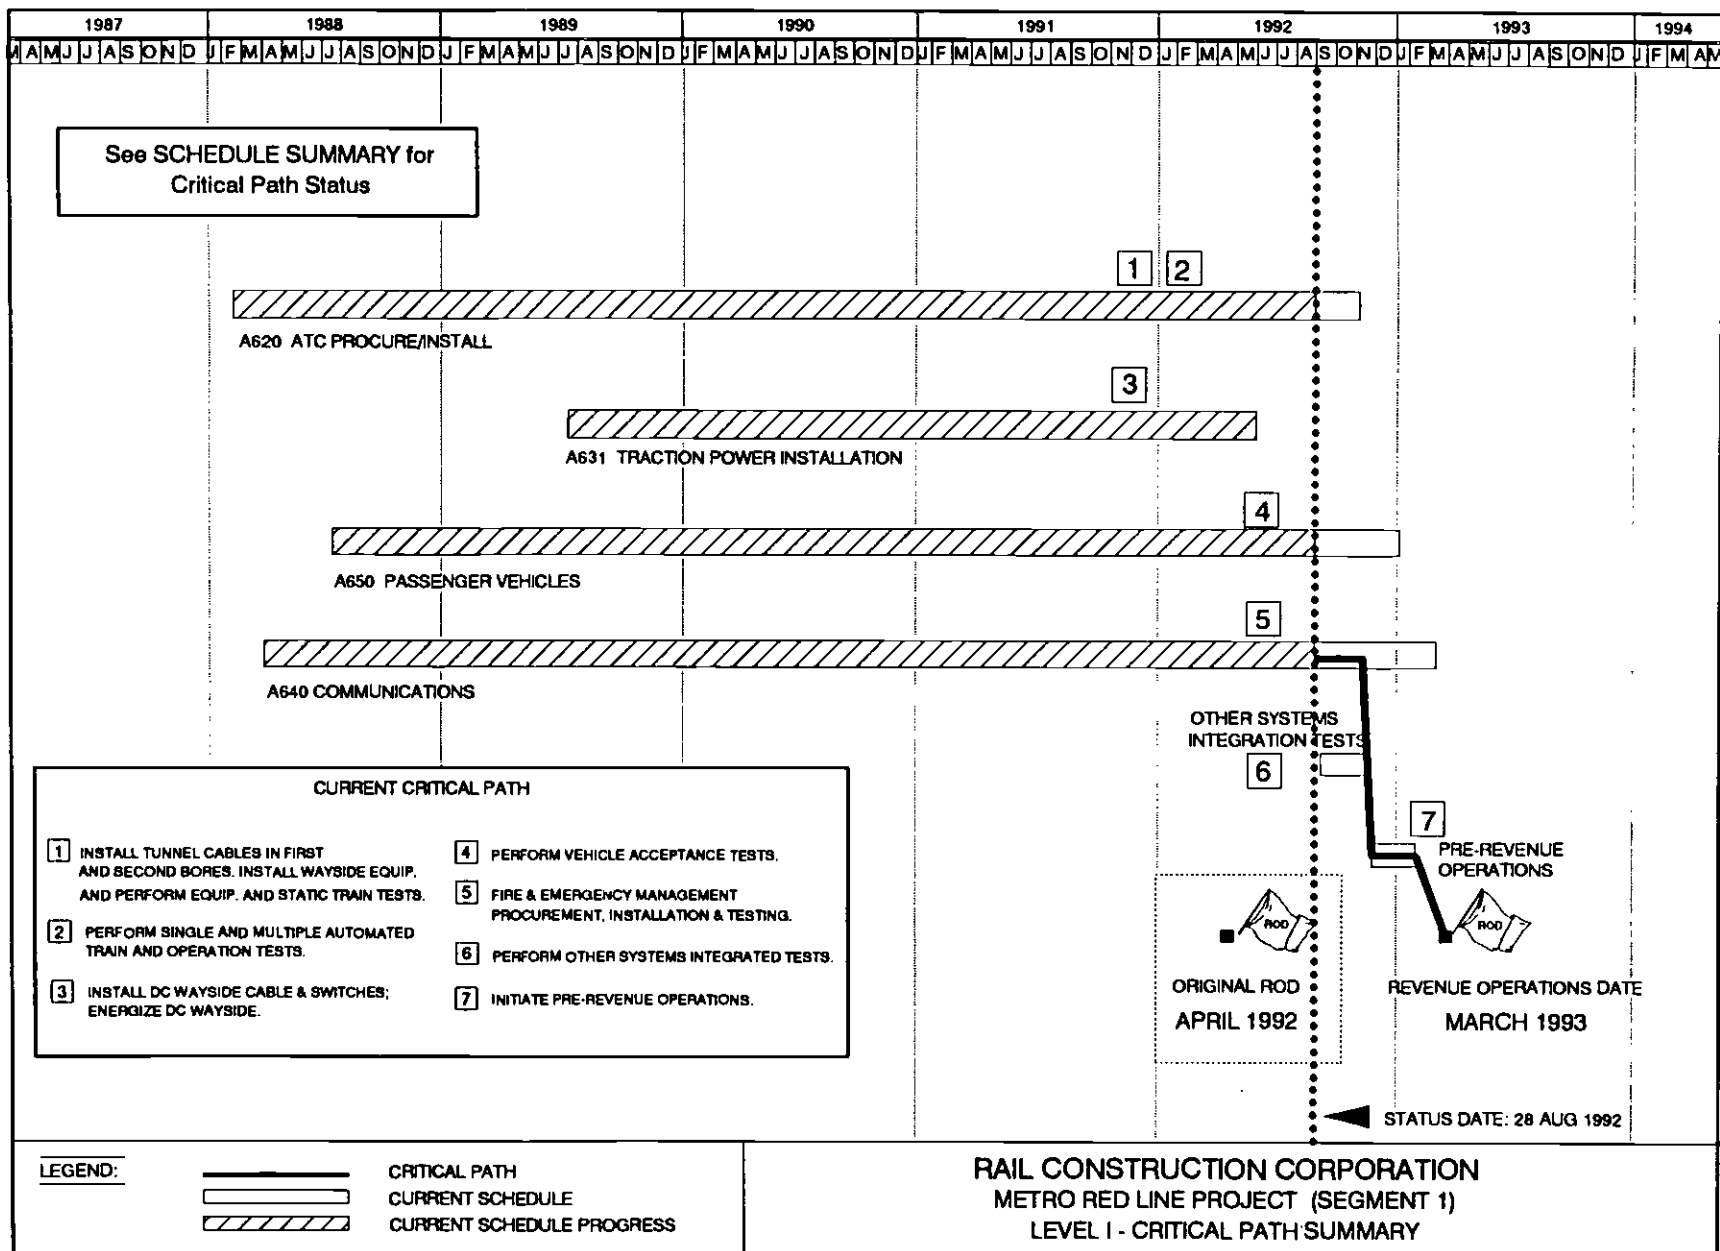 1987 1988 1989 1990 1991 1992 1993 1994
M A M J J A S O N D J F M A M J J A S O N D J F M A M J J A S O N D J F M A M J J A S O N D J F M A M J J A S O N D J F M A M J J A S O N D J F M A M J J A S O N D J F M A M
See SCHEDULE SUMMARY for
Critical Path Status
1 2
A620 ATC PROCURE/INSTALL
3
A631 TRACTION POWER INSTALLATION
4
A650 PASSENGER VEHICLES
5
A640 COMMUNICATIONS
OTHER SYSTEMS
INTEGRATION TESTS
6
7
PRE-REVENUE
OPERATIONS
ROD
ORIGINAL ROD
APRIL 1992
ROD
REVENUE OPERATIONS DATE
MARCH 1993
STATUS DATE: 28 AUG 1992
CURRENT CRITICAL PATH
1 INSTALL TUNNEL CABLES IN FIRST
AND SECOND BORES. INSTALL WAYSIDE EQUIP.
AND PERFORM EQUIP. AND STATIC TRAIN TESTS.
2 PERFORM SINGLE AND MULTIPLE AUTOMATED
TRAIN AND OPERATION TESTS.
3 INSTALL DC WAYSIDE CABLE & SWITCHES;
ENERGIZE DC WAYSIDE.
4 PERFORM VEHICLE ACCEPTANCE TESTS.
5 FIRE & EMERGENCY MANAGEMENT
PROCUREMENT, INSTALLATION & TESTING.
6 PERFORM OTHER SYSTEMS INTEGRATED TESTS.
7 INITIATE PRE-REVENUE OPERATIONS.
LEGEND:
CRITICAL PATH
CURRENT SCHEDULE
CURRENT SCHEDULE PROGRESS
RAIL CONSTRUCTION CORPORATION
METRO RED LINE PROJECT (SEGMENT 1)
LEVEL I - CRITICAL PATH SUMMARY